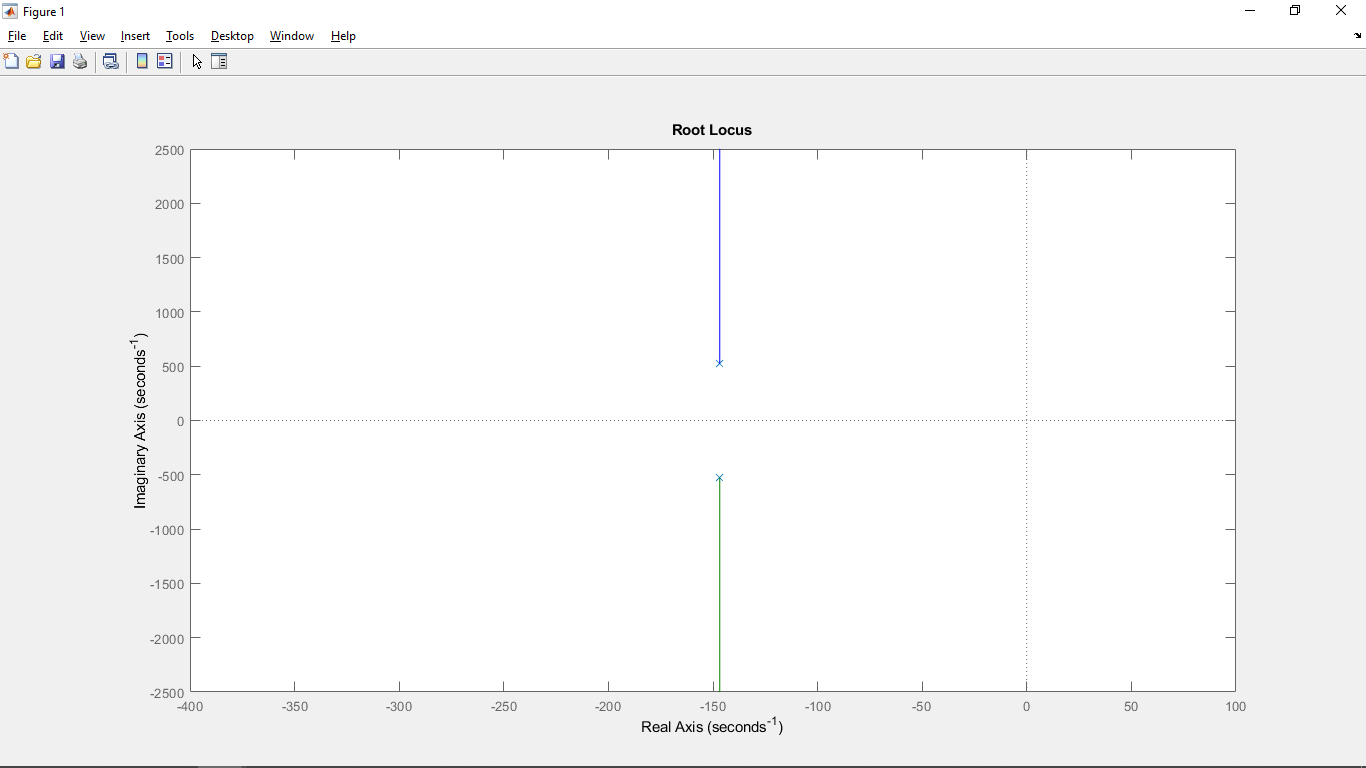 Figure 1
File Edit View Insert Tools Desktop Window Help
Root Locus
2500
2000
1500
1000
500
0
-500
-1000
-1500
-2000
-2500
Imaginary Axis (seconds⁻¹)
-400 -350 -300 -250 -200 -150 -100 -50 0 50 100
Real Axis (seconds⁻¹)